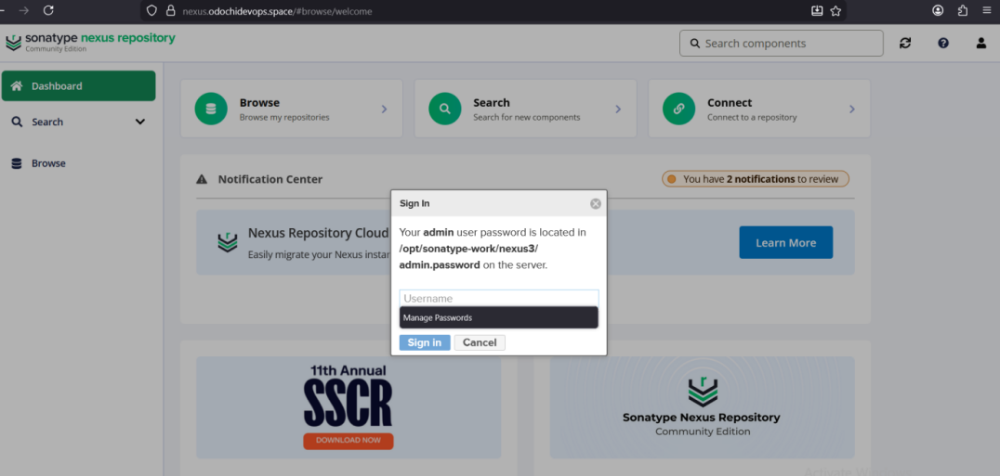 nexus.odochidevops.space/#browse/welcome
sonatype nexus repository
Community Edition
Search components
Dashboard
Search
Browse
Browse
Browse my repositories
Search
Search for new components
Connect
Connect to a repository
Notification Center
You have 2 notifications to review
Nexus Repository Cloud
Easily migrate your Nexus instan
Learn More
Sign In
Your admin user password is located in
/opt/sonatype-work/nexus3/
admin.password on the server.
Username
Manage Passwords
Sign in
Cancel
11th Annual
SSCR
DOWNLOAD NOW
r
Sonatype Nexus Repository
Community Edition